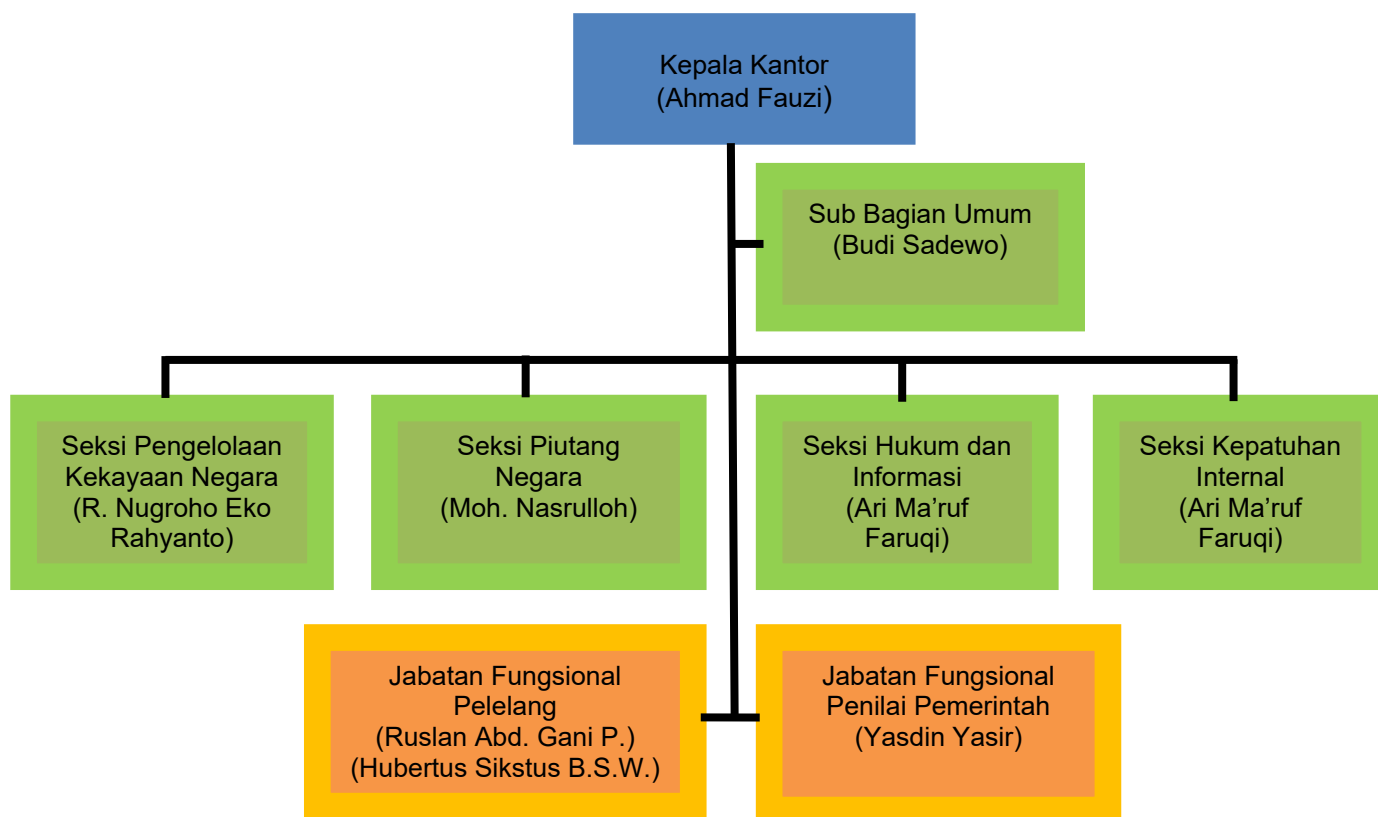 Kepala Kantor
(Ahmad Fauzi)
Sub Bagian Umum
(Budi Sadewo)
Seksi Pengelolaan
Kekayaan Negara
(R. Nugroho Eko
Rahyanto)
Seksi Piutang
Negara
(Moh. Nasrulloh)
Seksi Hukum dan
Informasi
(Ari Ma’ruf
Faruqi)
Seksi Kepatuhan
Internal
(Ari Ma’ruf
Faruqi)
Jabatan Fungsional
Pelelang
(Ruslan Abd. Gani P.)
(Hubertus Sikstus B.S.W.)
Jabatan Fungsional
Penilai Pemerintah
(Yasdin Yasir)